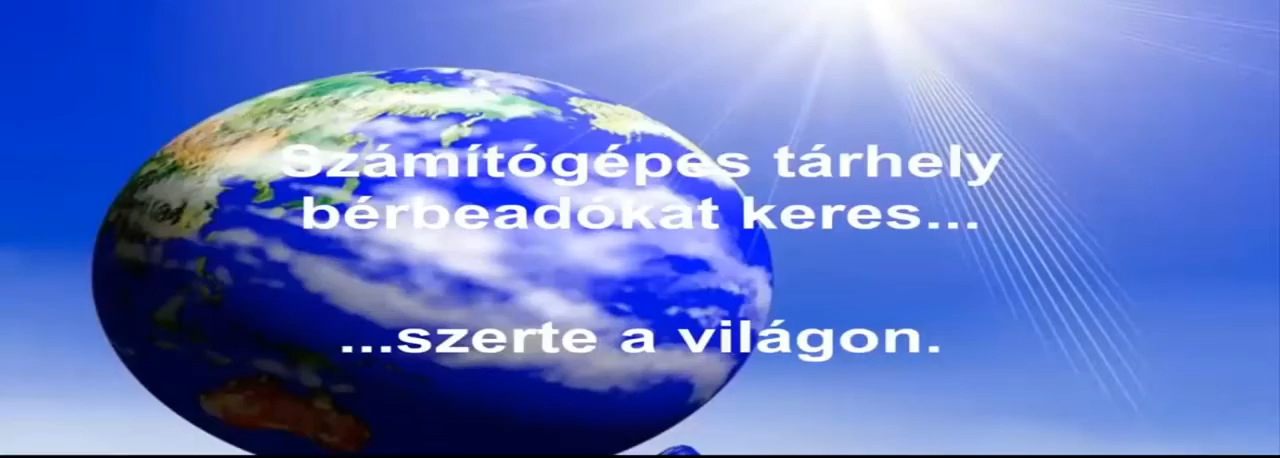 Számítógépes tárhely
bérbeadókat keres...
...szerte a világon.